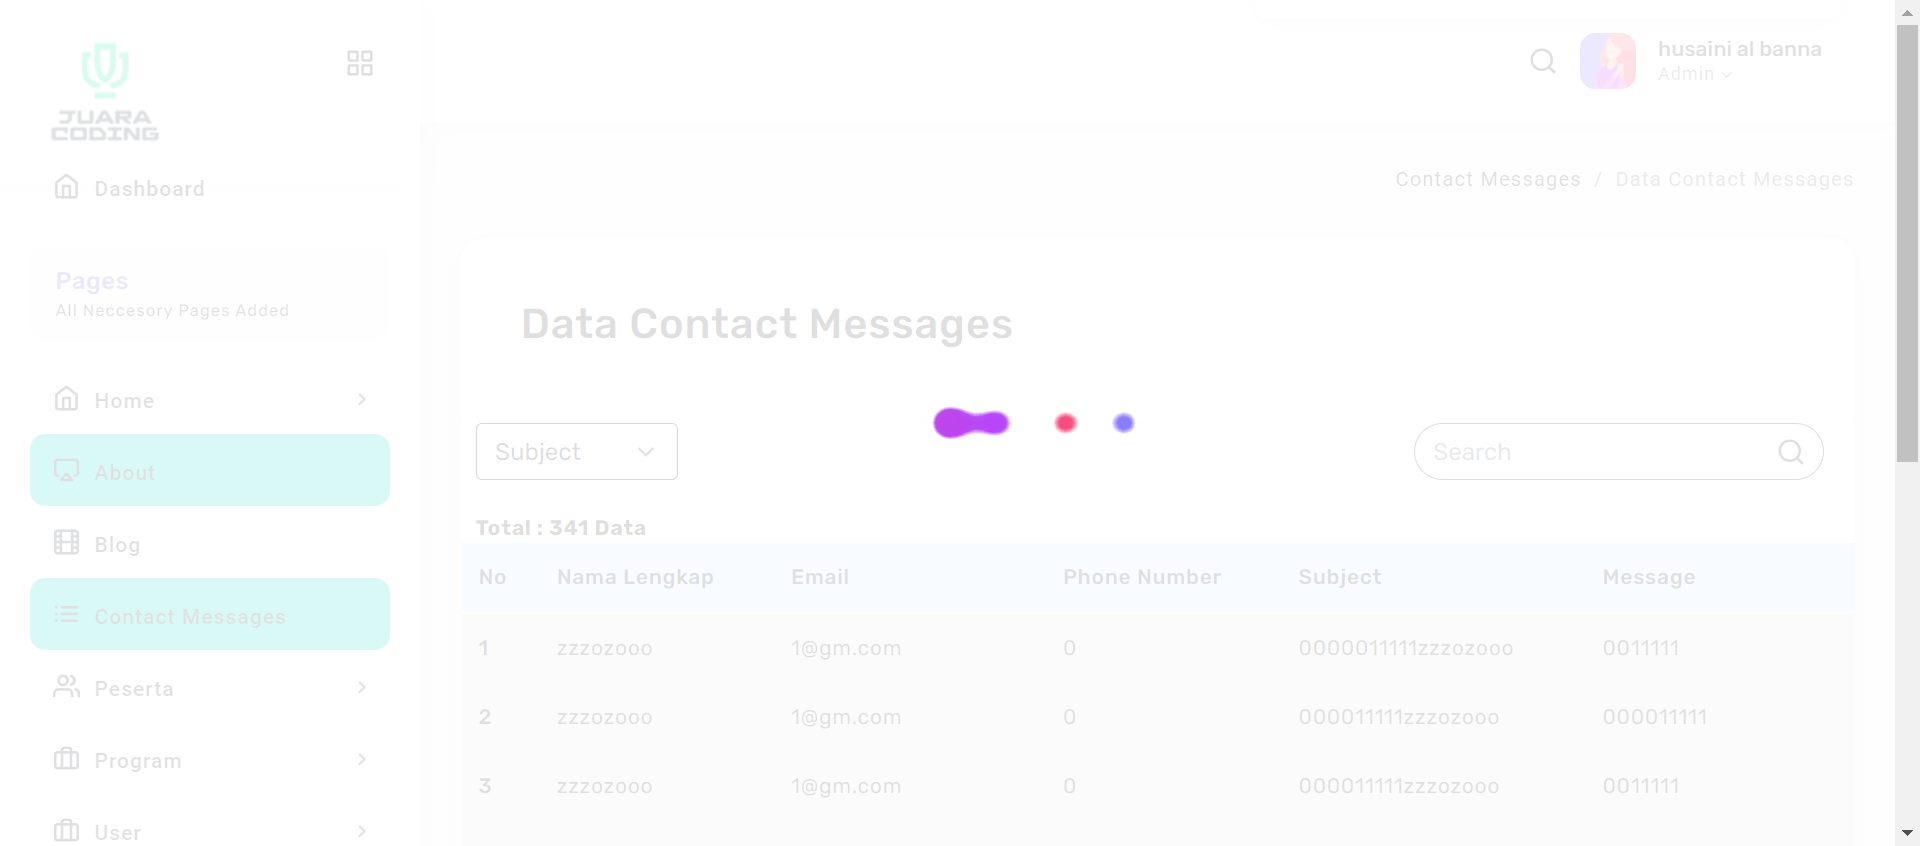 JUARA
CODING
husaini al banna
Admin
Dashboard
Contact Messages / Data Contact Messages
Pages
All Neccesory Pages Added
Data Contact Messages
Home
Subject
Search
About
Total : 341 Data
Blog
No Nama Lengkap Email Phone Number Subject Message
Contact Messages
1 zzzozooo 1@gm.com 0 0000011111zzzozooo 0011111
Peserta
2 zzzozooo 1@gm.com 0 000011111zzzozooo 000011111
Program
3 zzzozooo 1@gm.com 0 000011111zzzozooo 0011111
User